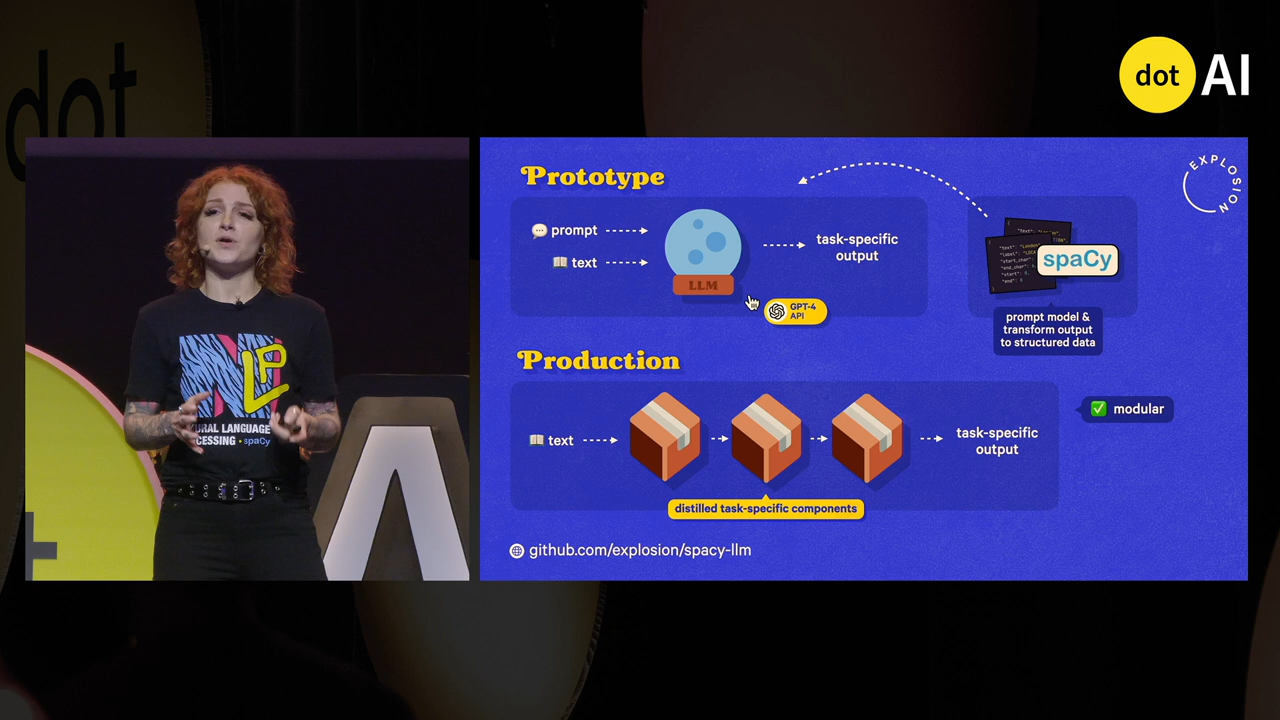 dot
dot AI
NLP
URAL LANGUAGE
CESSING • spaCy
A
EXPLOSION
Prototype
💬 prompt
📖 text
LLM
GPT-4
API
task-specific
output
spaCy
prompt model &
transform output
to structured data
Production
📖 text
task-specific
output
✅ modular
distilled task-specific components
github.com/explosion/spacy-llm